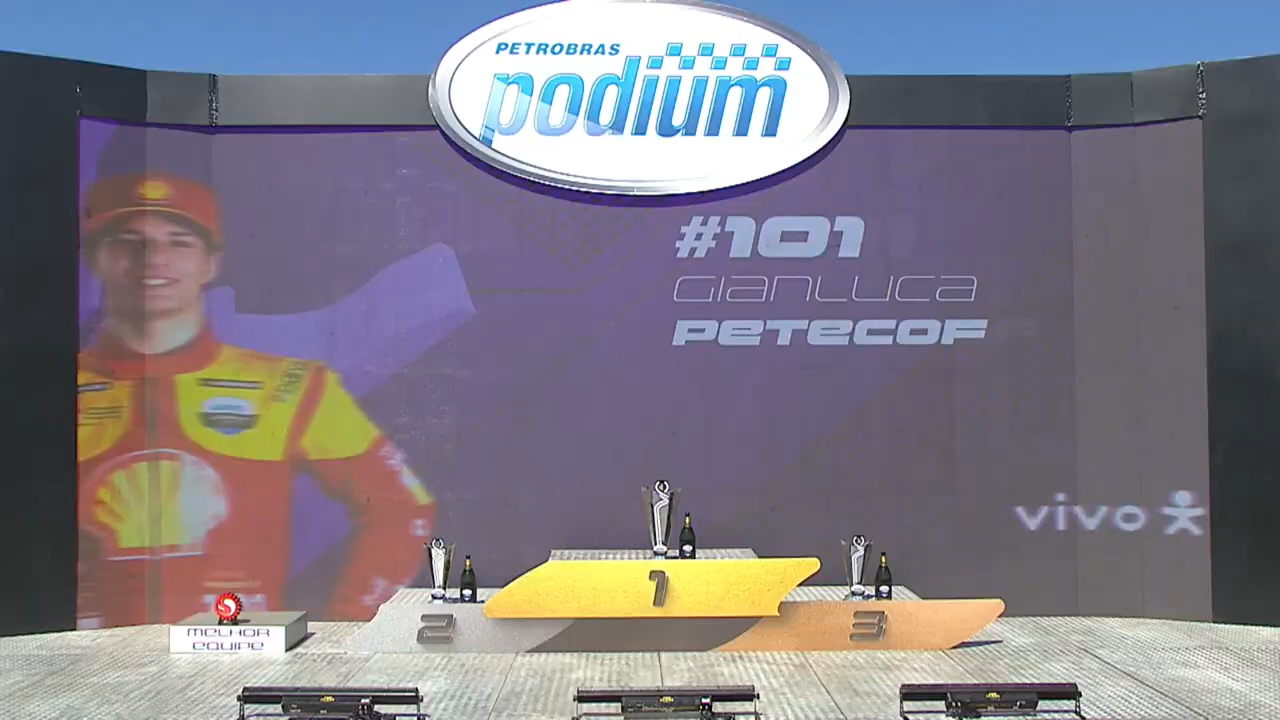 PETROBRAS
podium
#101
GIANLUCA
PETECOF
vivo
1
2
3
MELHOR
EQUIPE